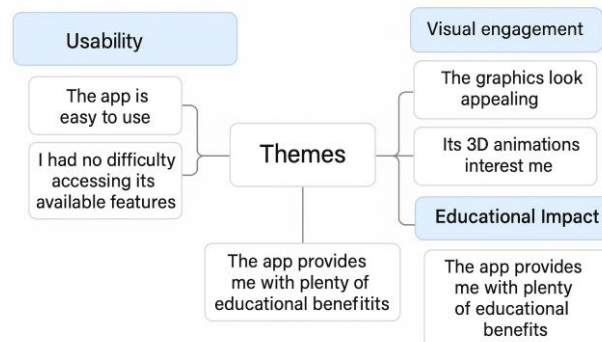 Usability
The app is
easy to use
I had no difficulty
accessing its
available features
Themes
The app provides
me with plenty of
educational benefitits
Visual engagement
The graphics look
appealing
Its 3D animations
interest me
Educational Impact
The app provides
me with plenty
of educational
benefits